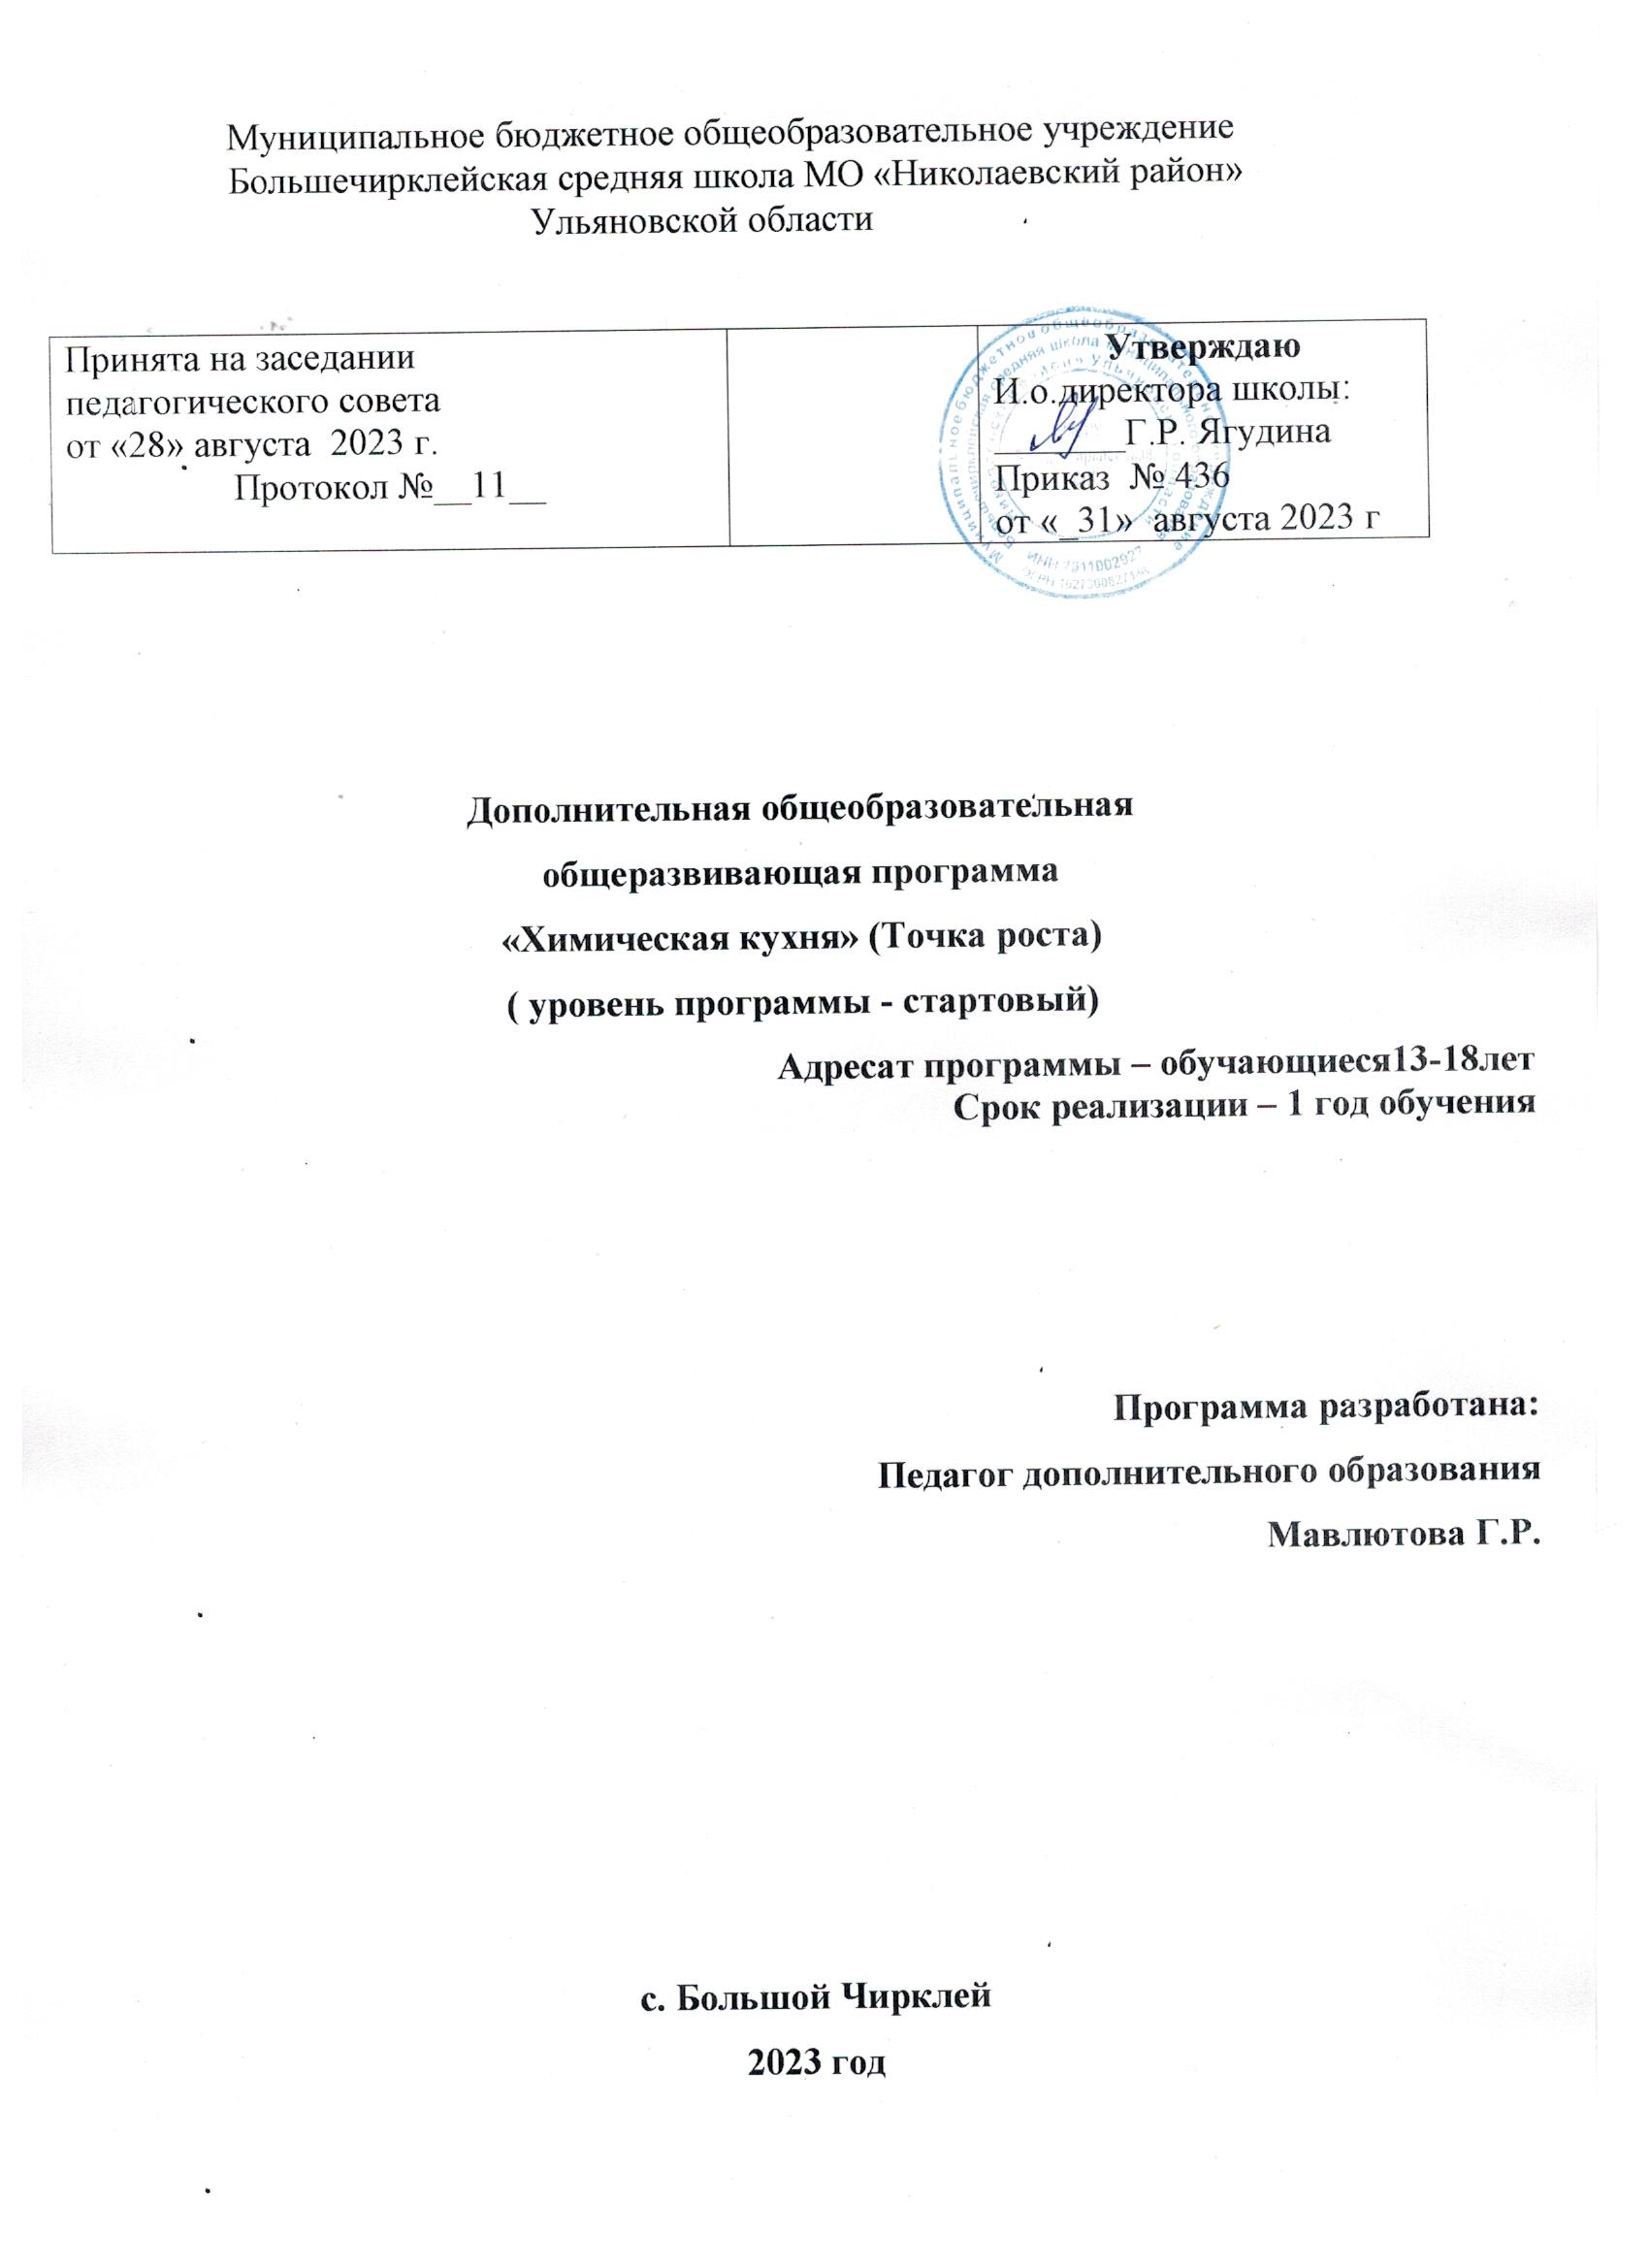 Муниципальное бюджетное общеобразовательное учреждение
Большечирклейская средняя школа МО «Николаевский район»
Ульяновской области
Принята на заседании
педагогического совета
от «28» августа 2023 г.
Протокол №__11__
Утверждаю
И.о.директора школы:
_______Г.Р. Ягудина
Приказ № 436
от «_31» августа 2023 г
Дополнительная общеобразовательная
общеразвивающая программа
«Химическая кухня» (Точка роста)
( уровень программы - стартовый)
Адресат программы – обучающиеся13-18лет
Срок реализации – 1 год обучения
Программа разработана:
Педагог дополнительного образования
Мавлютова Г.Р.
с. Большой Чирклей
2023 год